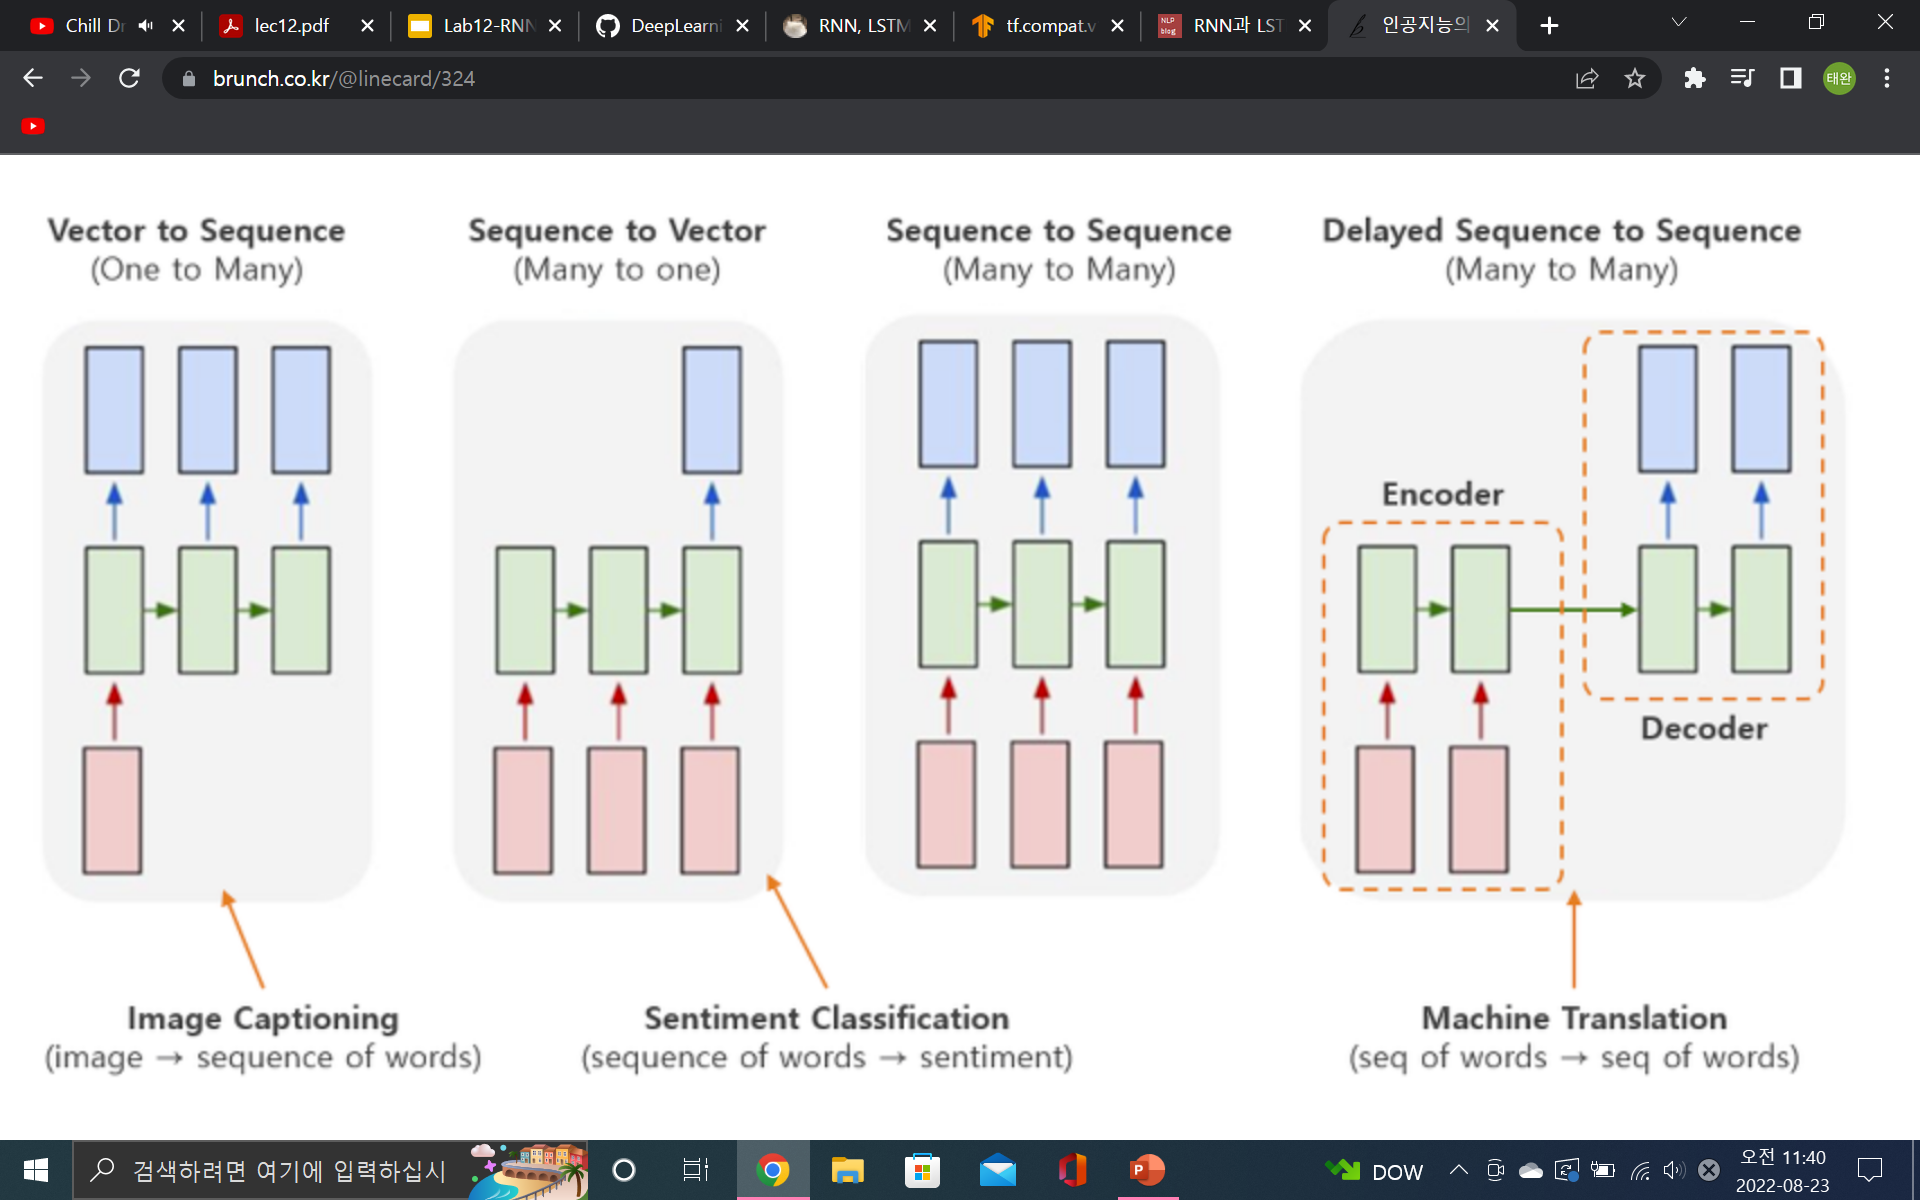 Chill Dr
lec12.pdf
Lab12-RNN
DeepLearni
RNN, LSTM
tf.compat.v
RNN과 LST
인공지능의
brunch.co.kr/@linecard/324
태완
Vector to Sequence
(One to Many)
Sequence to Vector
(Many to one)
Sequence to Sequence
(Many to Many)
Delayed Sequence to Sequence
(Many to Many)
Encoder
Decoder
Image Captioning
(image → sequence of words)
Sentiment Classification
(sequence of words → sentiment)
Machine Translation
(seq of words → seq of words)
검색하려면 여기에 입력하십시
DOW
오전 11:40
2022-08-23